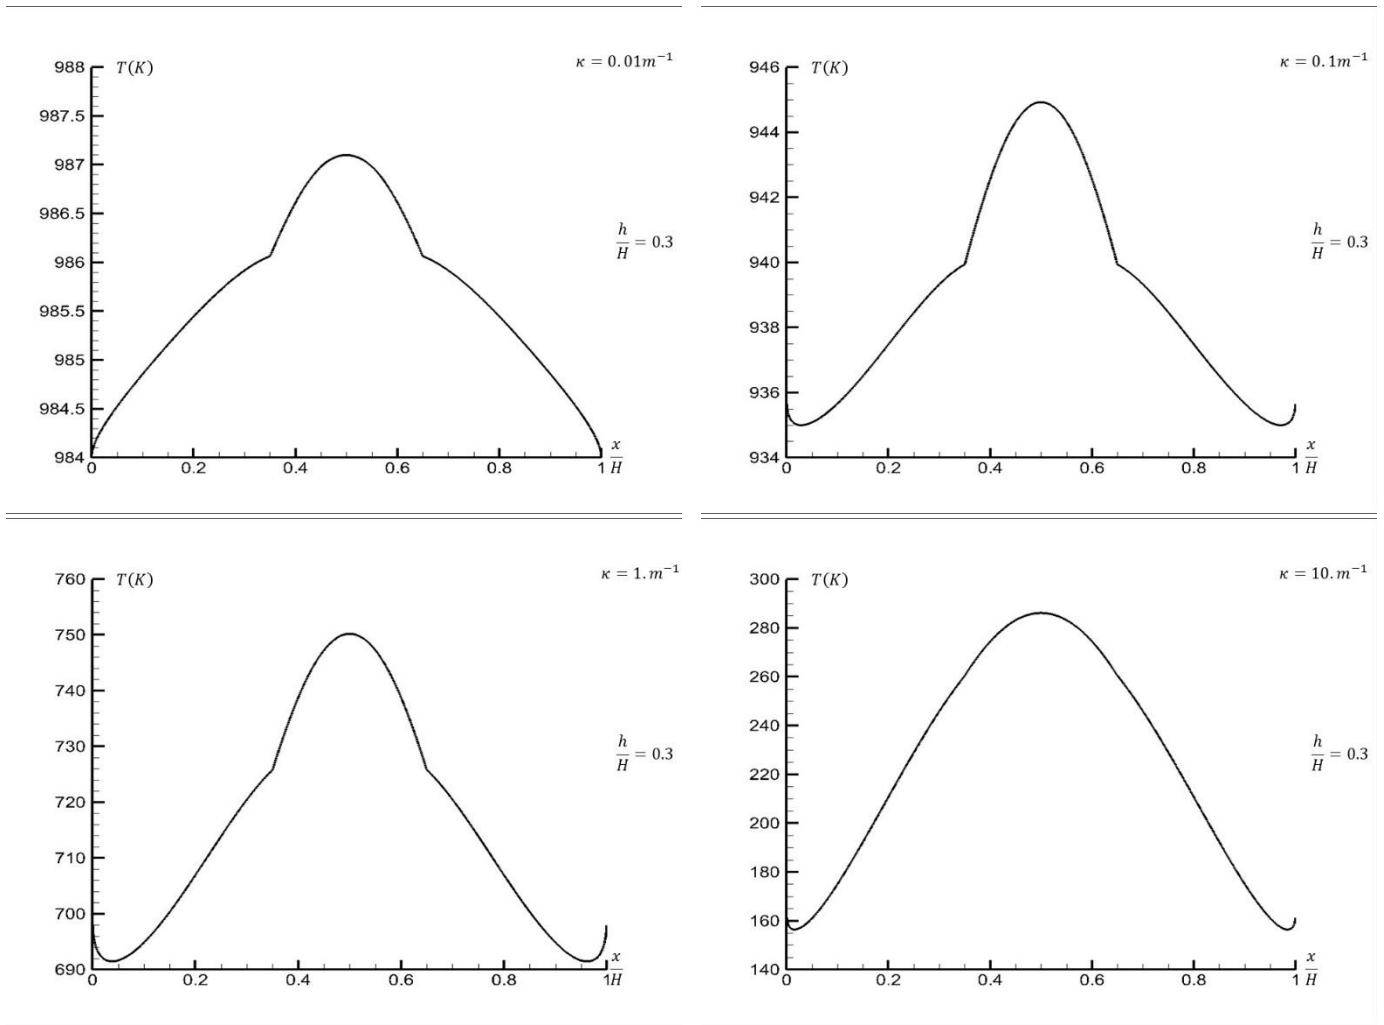 T(K)
κ = 0.01m⁻¹
988
987.5
987
986.5
986
985.5
985
984.5
984
h/H = 0.3
0 0.2 0.4 0.6 0.8 1 x/H
T(K)
κ = 0.1m⁻¹
946
944
942
940
938
936
934
h/H = 0.3
0 0.2 0.4 0.6 0.8 1 x/H
T(K)
κ = 1.m⁻¹
760
750
740
730
720
710
700
690
h/H = 0.3
0 0.2 0.4 0.6 0.8 1 x/H
T(K)
κ = 10.m⁻¹
300
280
260
240
220
200
180
160
140
h/H = 0.3
0 0.2 0.4 0.6 0.8 1 x/H